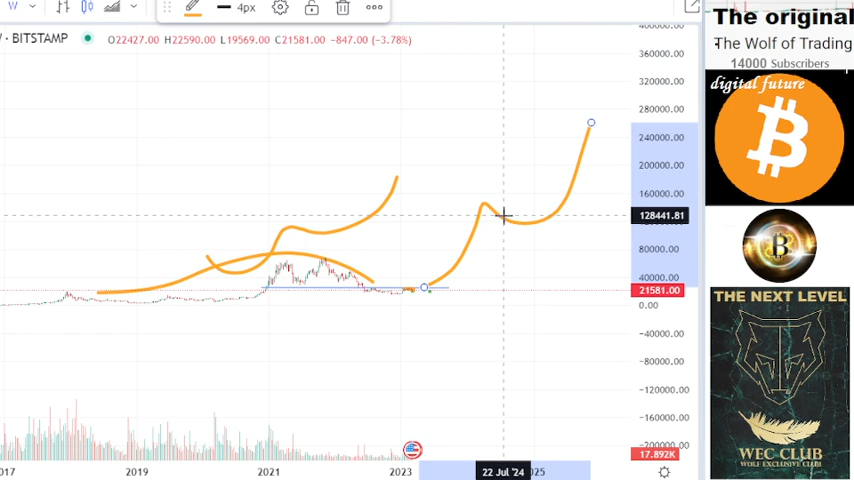 W
4px
· BITSTAMP O22427.00 H22590.00 L19569.00 C21581.00 −847.00 (−3.78%)
400000.00
360000.00
320000.00
280000.00
240000.00
200000.00
160000.00
128441.81
80000.00
40000.00
21581.00
0.00
−40000.00
−80000.00
−120000.00
−160000.00
−200000.00
17.892K
2017
2019
2021
2023
22 Jul '24
2025
The original
The Wolf of Trading
14000 Subscribers
digital future
THE NEXT LEVEL
WEC CLUB
WOLF EXCLUSIVE CLUB